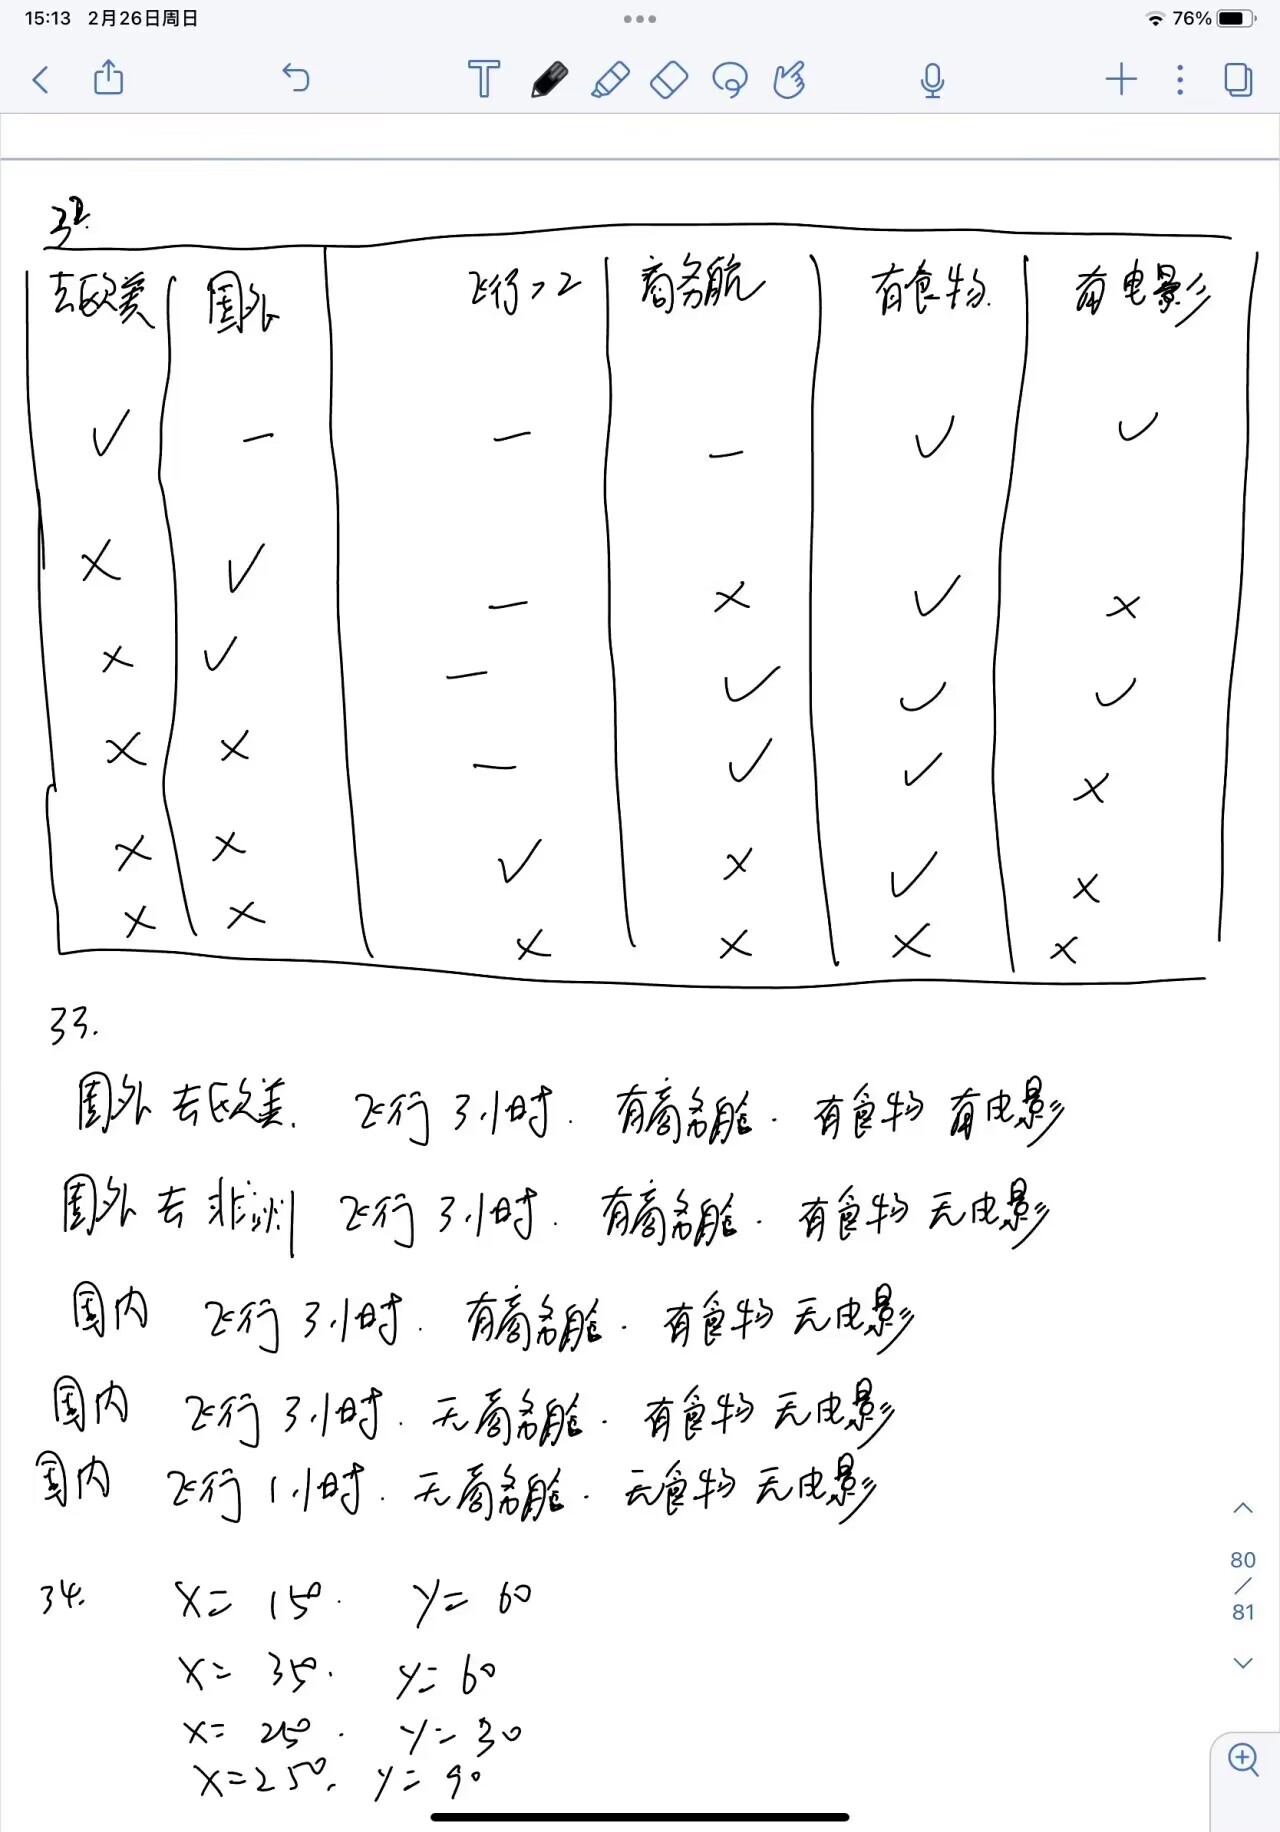 15:13 2月26日周日 76%
T
32.
去欧美 国外 飞行>2 商务航 有食物. 有电影
✓ — — — ✓ ✓
× ✓ — × ✓ ×
× ✓ — ✓ ✓ ✓
× × — ✓ ✓ ×
× × ✓ × ✓ ×
× × × × × ×
33.
国外 去欧美. 飞行 3小时. 有商务舱. 有食物 有电影
国外 去 非洲 飞行 3小时. 有商务舱. 有食物 无电影
国内 飞行 3小时. 有商务舱. 有食物 无电影
国内 飞行 3小时. 无商务舱. 有食物 无电影
国内 飞行 1小时. 无商务舱. 无食物 无电影
34. x= 150. y= 60
x= 350. y= 60
x= 250. y= 30
x=250. y= 90
80
/
81